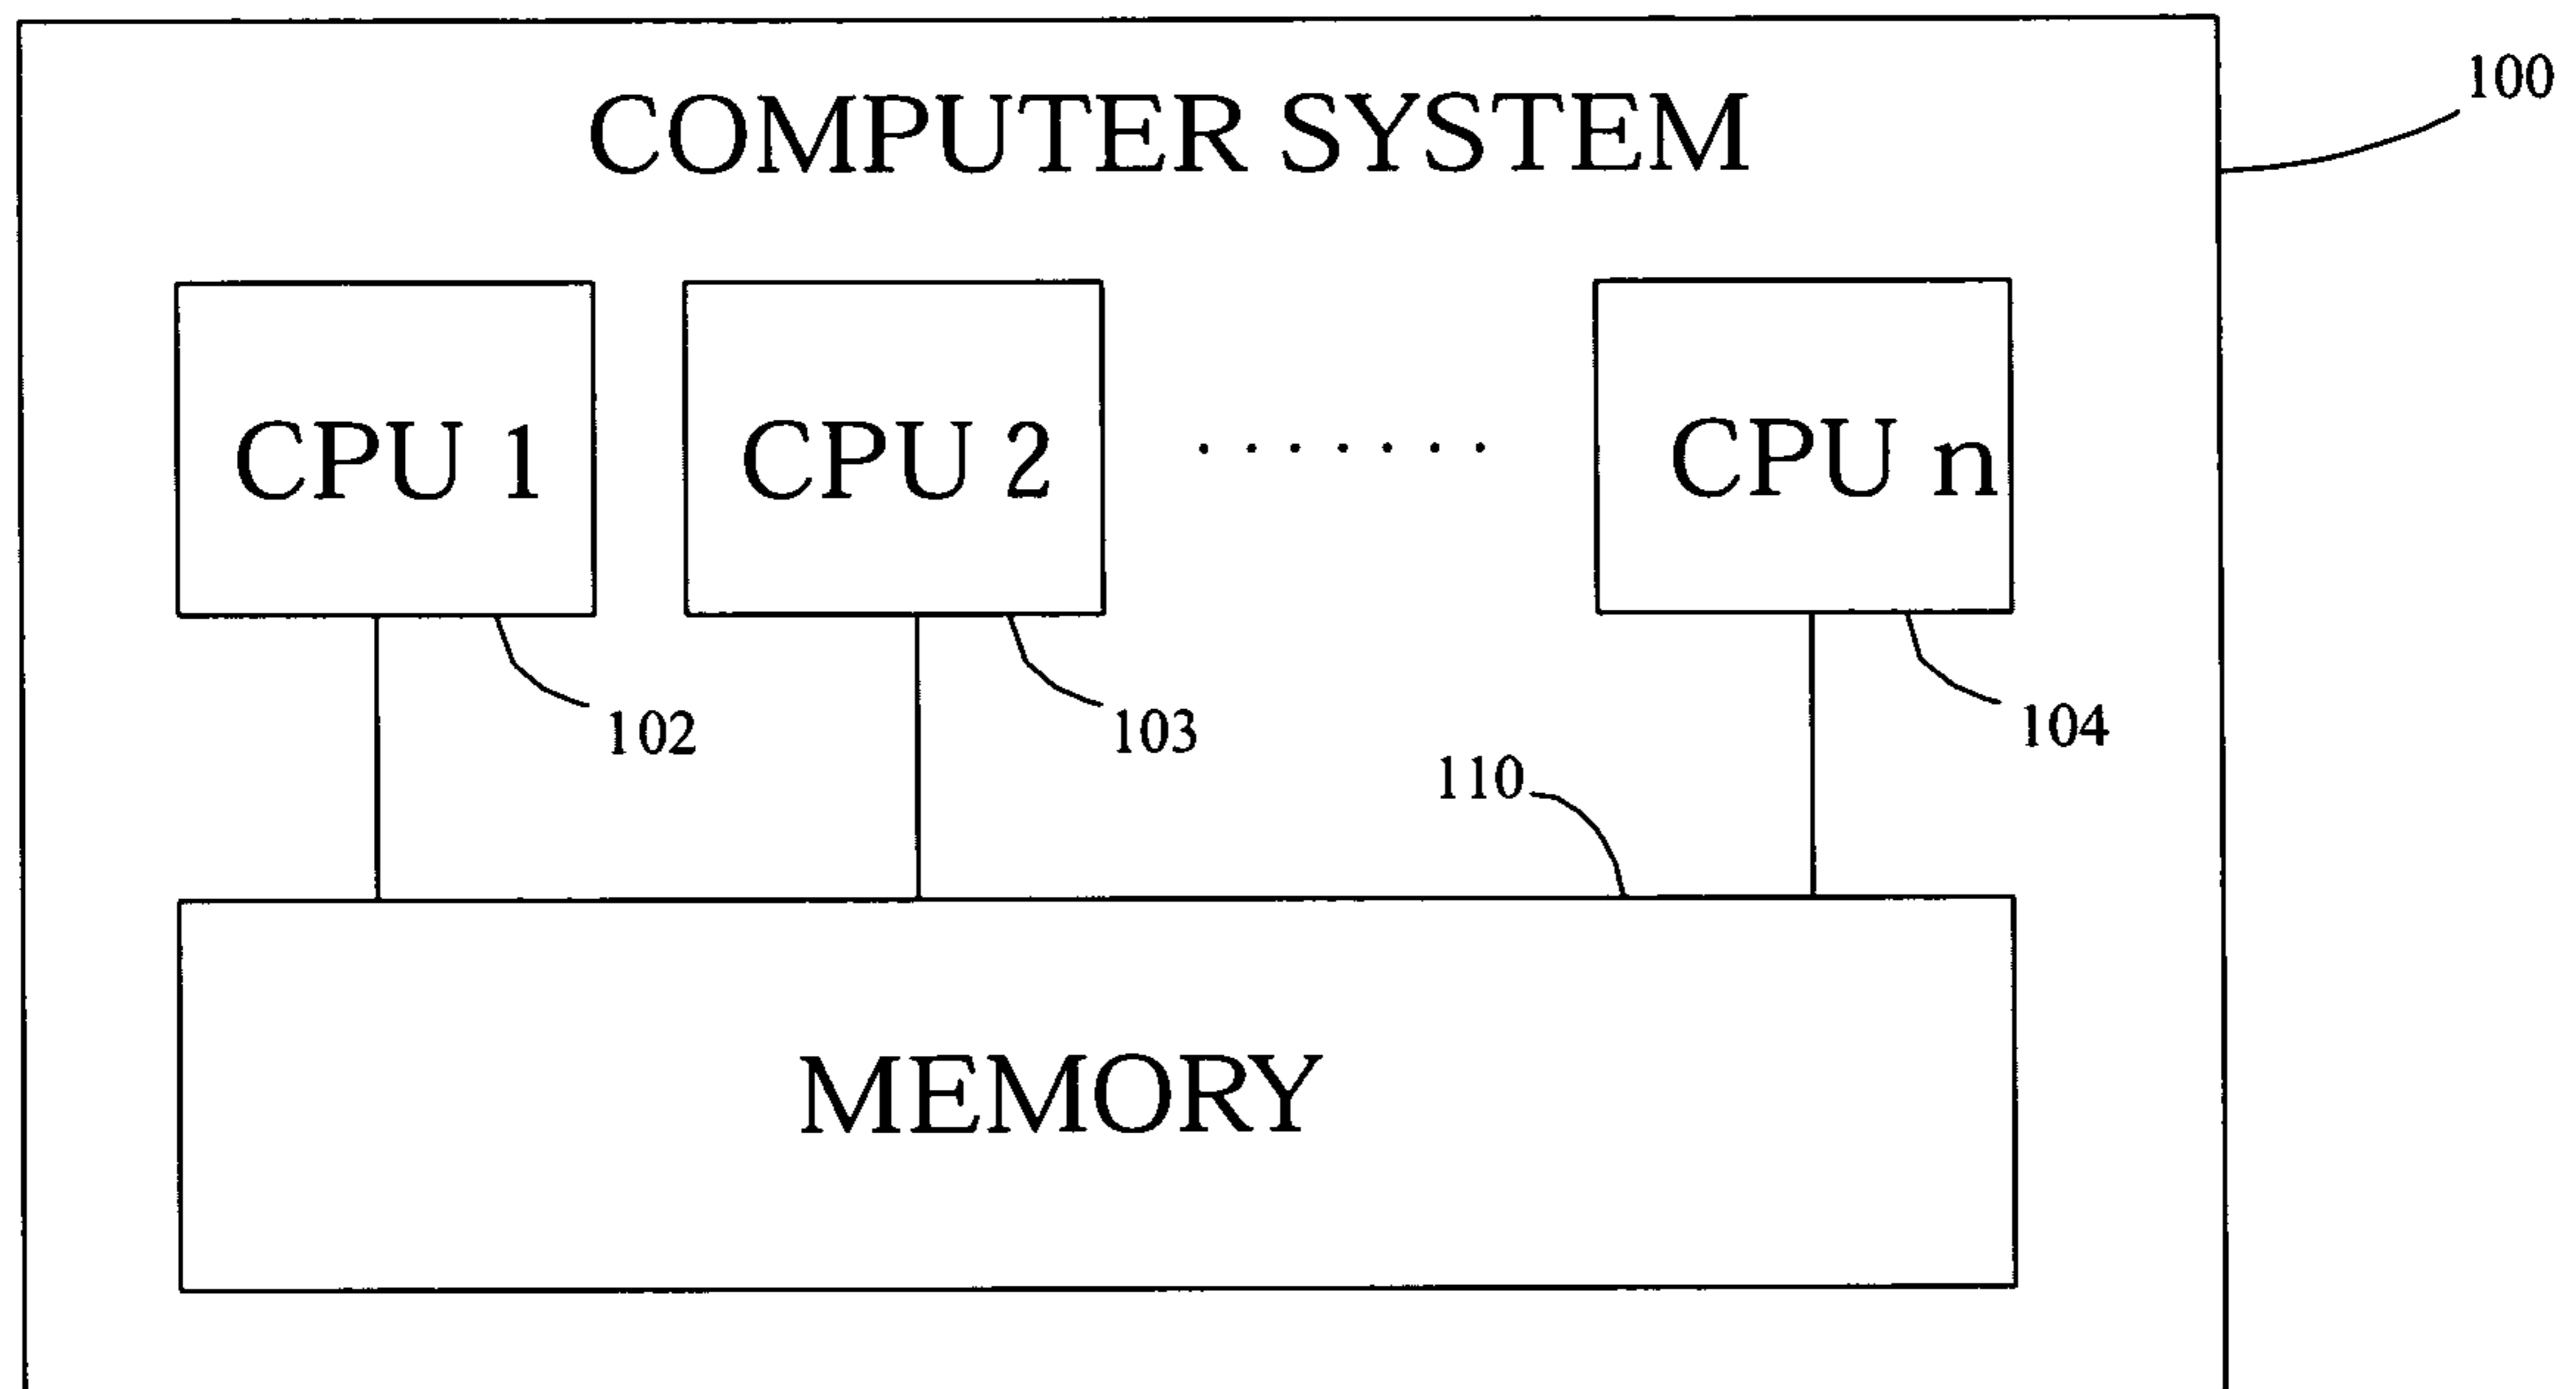 100
COMPUTER SYSTEM
CPU 1
CPU 2
.......
CPU n
102
103
104
110
MEMORY